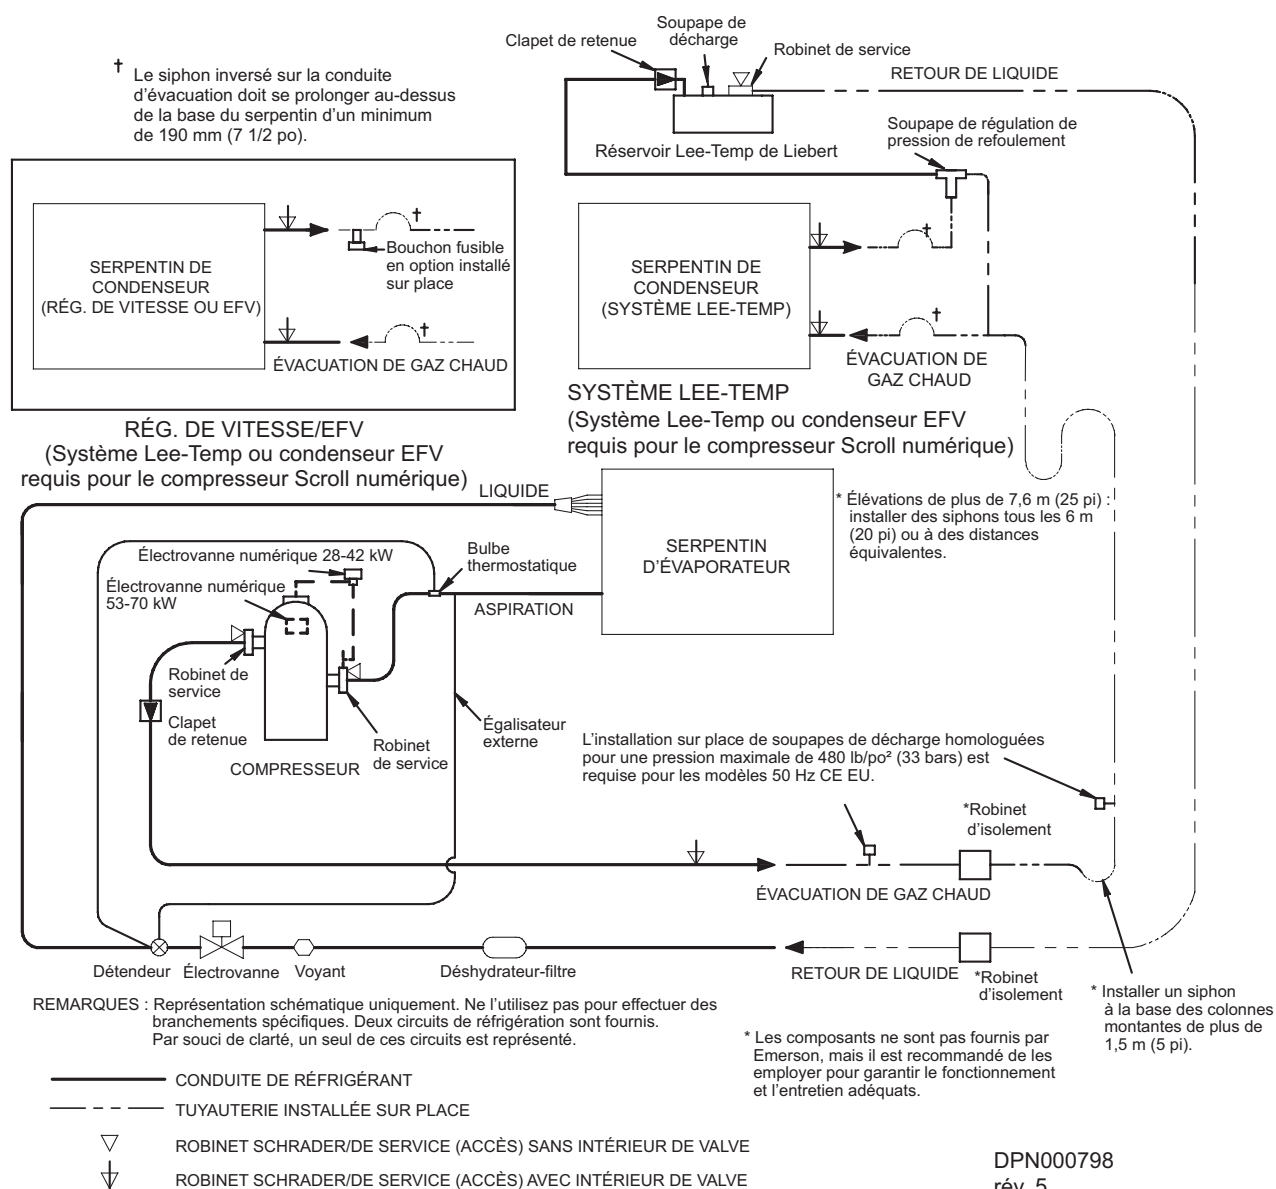 Clapet de retenue
Soupape de
décharge
Robinet de service
RETOUR DE LIQUIDE
† Le siphon inversé sur la conduite
d’évacuation doit se prolonger au-dessus
de la base du serpentin d’un minimum
de 190 mm (7 1/2 po).
Réservoir Lee-Temp de Liebert
Soupape de régulation de
pression de refoulement
SERPENTIN DE
CONDENSEUR
(RÉG. DE VITESSE OU EFV)
†
Bouchon fusible
en option installé
sur place
†
ÉVACUATION DE GAZ CHAUD
RÉG. DE VITESSE/EFV
(Système Lee-Temp ou condenseur EFV
requis pour le compresseur Scroll numérique)
SERPENTIN DE
CONDENSEUR
(SYSTÈME LEE-TEMP)
†
†
ÉVACUATION DE
GAZ CHAUD
SYSTÈME LEE-TEMP
(Système Lee-Temp ou condenseur EFV
requis pour le compresseur Scroll numérique)
LIQUIDE
SERPENTIN
D’ÉVAPORATEUR
* Élévations de plus de 7,6 m (25 pi) :
installer des siphons tous les 6 m
(20 pi) ou à des distances
équivalentes.
Électrovanne numérique 28-42 kW
Électrovanne numérique
53-70 kW
Bulbe
thermostatique
ASPIRATION
Robinet de
service
Clapet
de retenue
COMPRESSEUR
Robinet
de service
Égalisateur
externe
L’installation sur place de soupapes de décharge homologuées
pour une pression maximale de 480 lb/po² (33 bars) est
requise pour les modèles 50 Hz CE EU.
*Robinet
d’isolement
ÉVACUATION DE GAZ CHAUD
Détendeur
Électrovanne
Voyant
Déshydrateur-filtre
RETOUR DE LIQUIDE
*Robinet
d’isolement
* Installer un siphon
à la base des colonnes
montantes de plus de
1,5 m (5 pi).
REMARQUES : Représentation schématique uniquement. Ne l’utilisez pas pour effectuer des
branchements spécifiques. Deux circuits de réfrigération sont fournis.
Par souci de clarté, un seul de ces circuits est représenté.
* Les composants ne sont pas fournis par
Emerson, mais il est recommandé de les
employer pour garantir le fonctionnement
et l’entretien adéquats.
CONDUITE DE RÉFRIGÉRANT
TUYAUTERIE INSTALLÉE SUR PLACE
ROBINET SCHRADER/DE SERVICE (ACCÈS) SANS INTÉRIEUR DE VALVE
ROBINET SCHRADER/DE SERVICE (ACCÈS) AVEC INTÉRIEUR DE VALVE
DPN000798
rév. 5